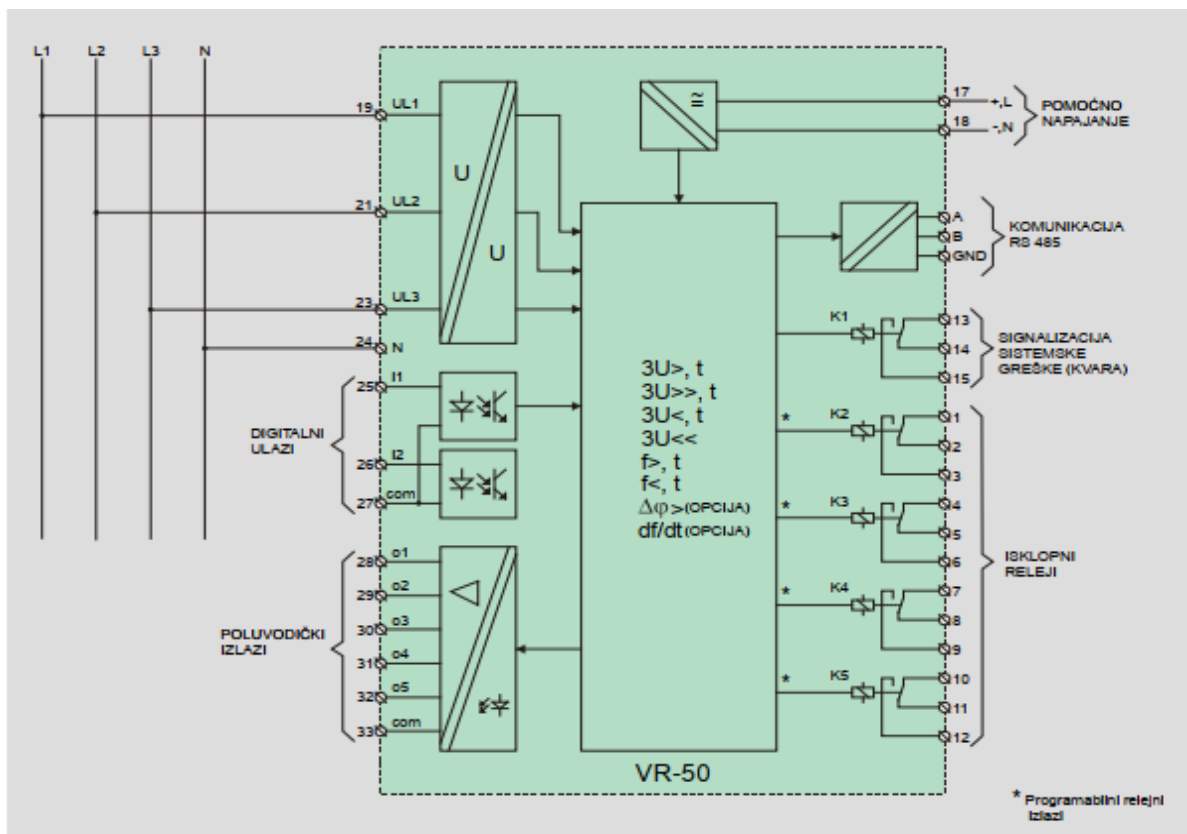 L1 L2 L3 N
19 UL1
21 UL2
23 UL3
24 N
U
U
≅
17 +,L
18 -,N
POMOĆNO
NAPAJANJE
A
B
GND
KOMUNIKACIJA
RS 485
25 I1
26 I2
27 com
DIGITALNI
ULAZI
28 o1
29 o2
30 o3
31 o4
32 o5
33 com
POLUVODIČKI
IZLAZI
3U>, t
3U>>, t
3U<, t
3U<<
f>, t
f<, t
Δφ>(OPCIJA)
df/dt(OPCIJA)
K1
13
14
15
SIGNALIZACIJA
SISTEMSKE
GREŠKE (KVARA)
* K2
1
2
3
* K3
4
5
6
* K4
7
8
9
* K5
10
11
12
ISKLOPNI
RELEJI
VR-50
* Programabilni relejni
izlazi